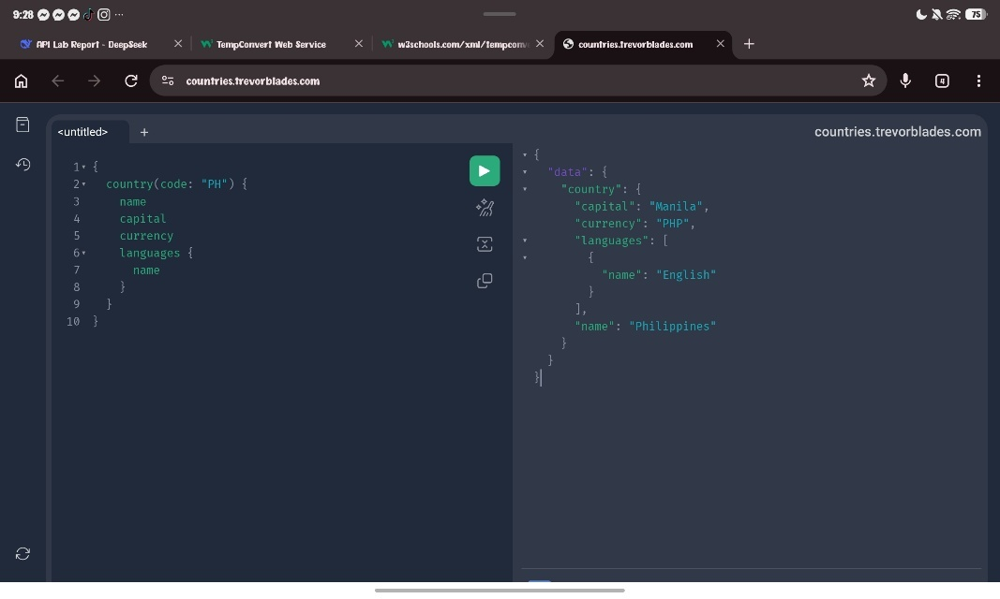 9:28
75
API Lab Report - DeepSeek
TempConvert Web Service
w3schools.com/xml/tempconv
countries.trevorblades.com
countries.trevorblades.com
4
<untitled>
countries.trevorblades.com
1 {
2 country(code: "PH") {
3 name
4 capital
5 currency
6 languages {
7 name
8 }
9 }
10 }
{
"data": {
"country": {
"capital": "Manila",
"currency": "PHP",
"languages": [
{
"name": "English"
}
],
"name": "Philippines"
}
}
}